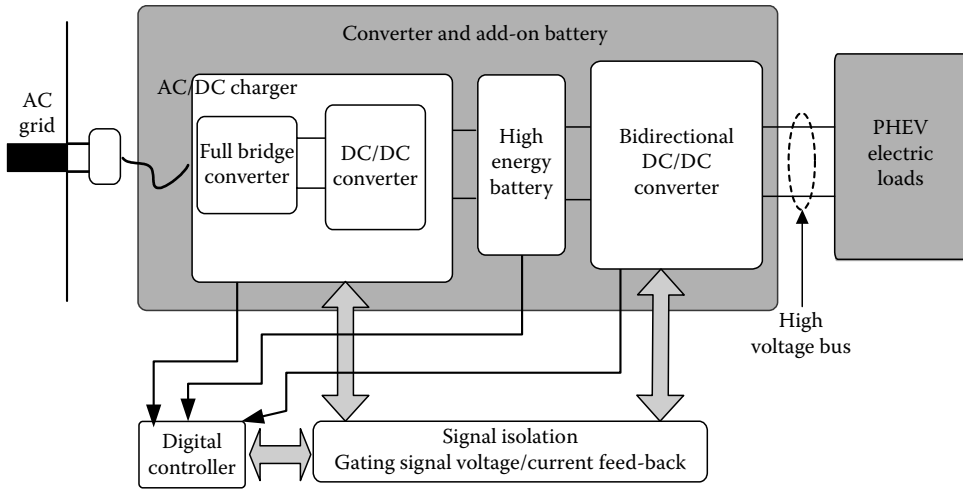 Converter and add-on battery
AC/DC charger
AC
grid
Full bridge
converter
DC/DC
converter
High
energy
battery
Bidirectional
DC/DC
converter
PHEV
electric
loads
High
voltage bus
Digital
controller
Signal isolation
Gating signal voltage/current feed-back